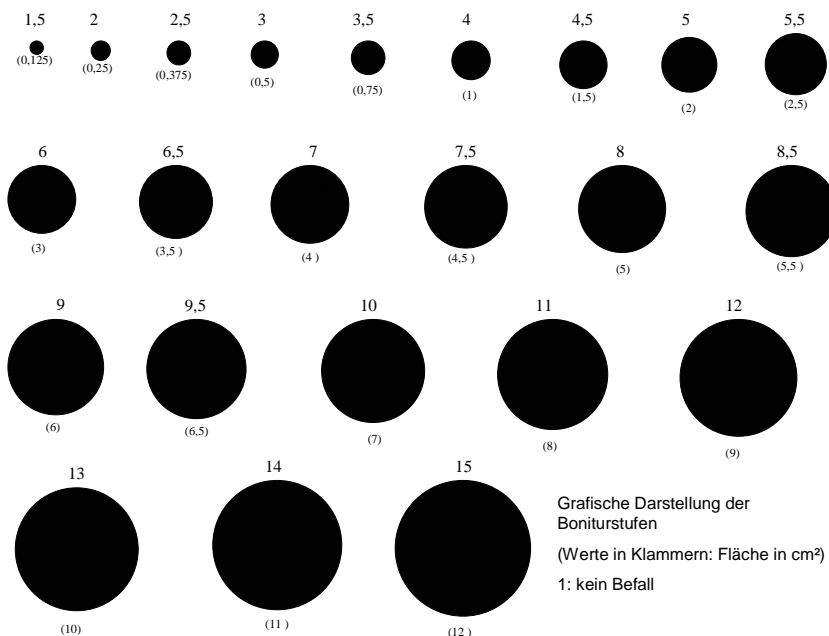 1,5 2 2,5 3 3,5 4 4,5 5 5,5
(0,125) (0,25) (0,375) (0,5) (0,75) (1) (1,5) (2) (2,5)
6 6,5 7 7,5 8 8,5
(3) (3,5 ) (4 ) (4,5 ) (5) (5,5 )
9 9,5 10 11 12
(6) (6,5) (7) (8) (9)
13 14 15
(10) (11 ) (12 )
Grafische Darstellung der
Boniturstufen
(Werte in Klammern: Fläche in cm²)
1: kein Befall